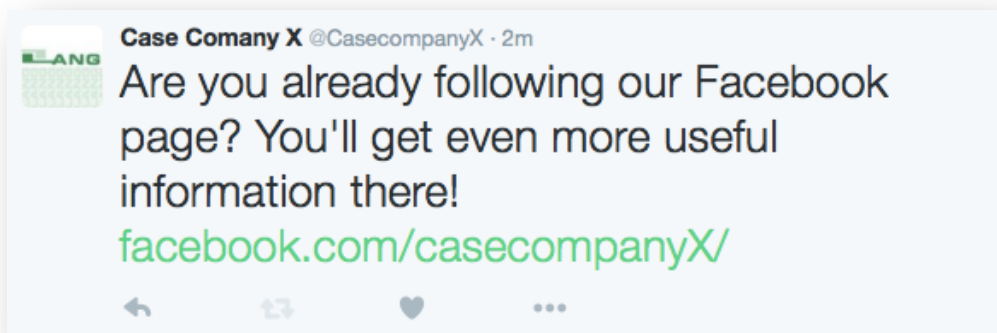 Case Comany X @CasecompanyX · 2m
LANG
Are you already following our Facebook
page? You'll get even more useful
information there!
facebook.com/casecompanyX/